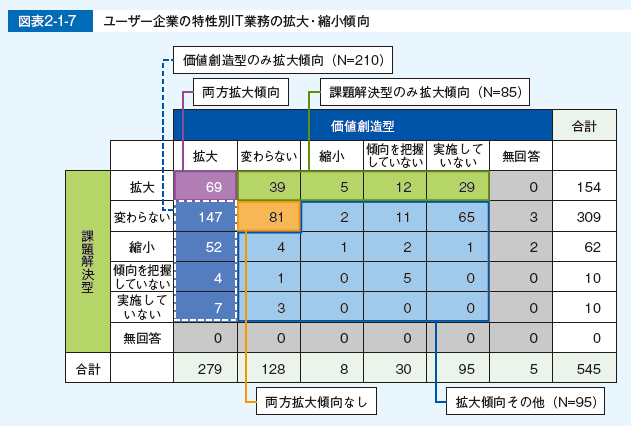 図表2-1-7 ユーザー企業の特性別IT業務の拡大・縮小傾向
価値創造型のみ拡大傾向（N=210）
両方拡大傾向 課題解決型のみ拡大傾向（N=85）
価値創造型 合計
拡大 変わらない 縮小 傾向を把握していない 実施していない 無回答
課題解決型
拡大 69 39 5 12 29 0 154
変わらない 147 81 2 11 65 3 309
縮小 52 4 1 2 1 2 62
傾向を把握していない 4 1 0 5 0 0 10
実施していない 7 3 0 0 0 0 10
無回答 0 0 0 0 0 0 0
合計 279 128 8 30 95 5 545
両方拡大傾向なし 拡大傾向その他（N=95）